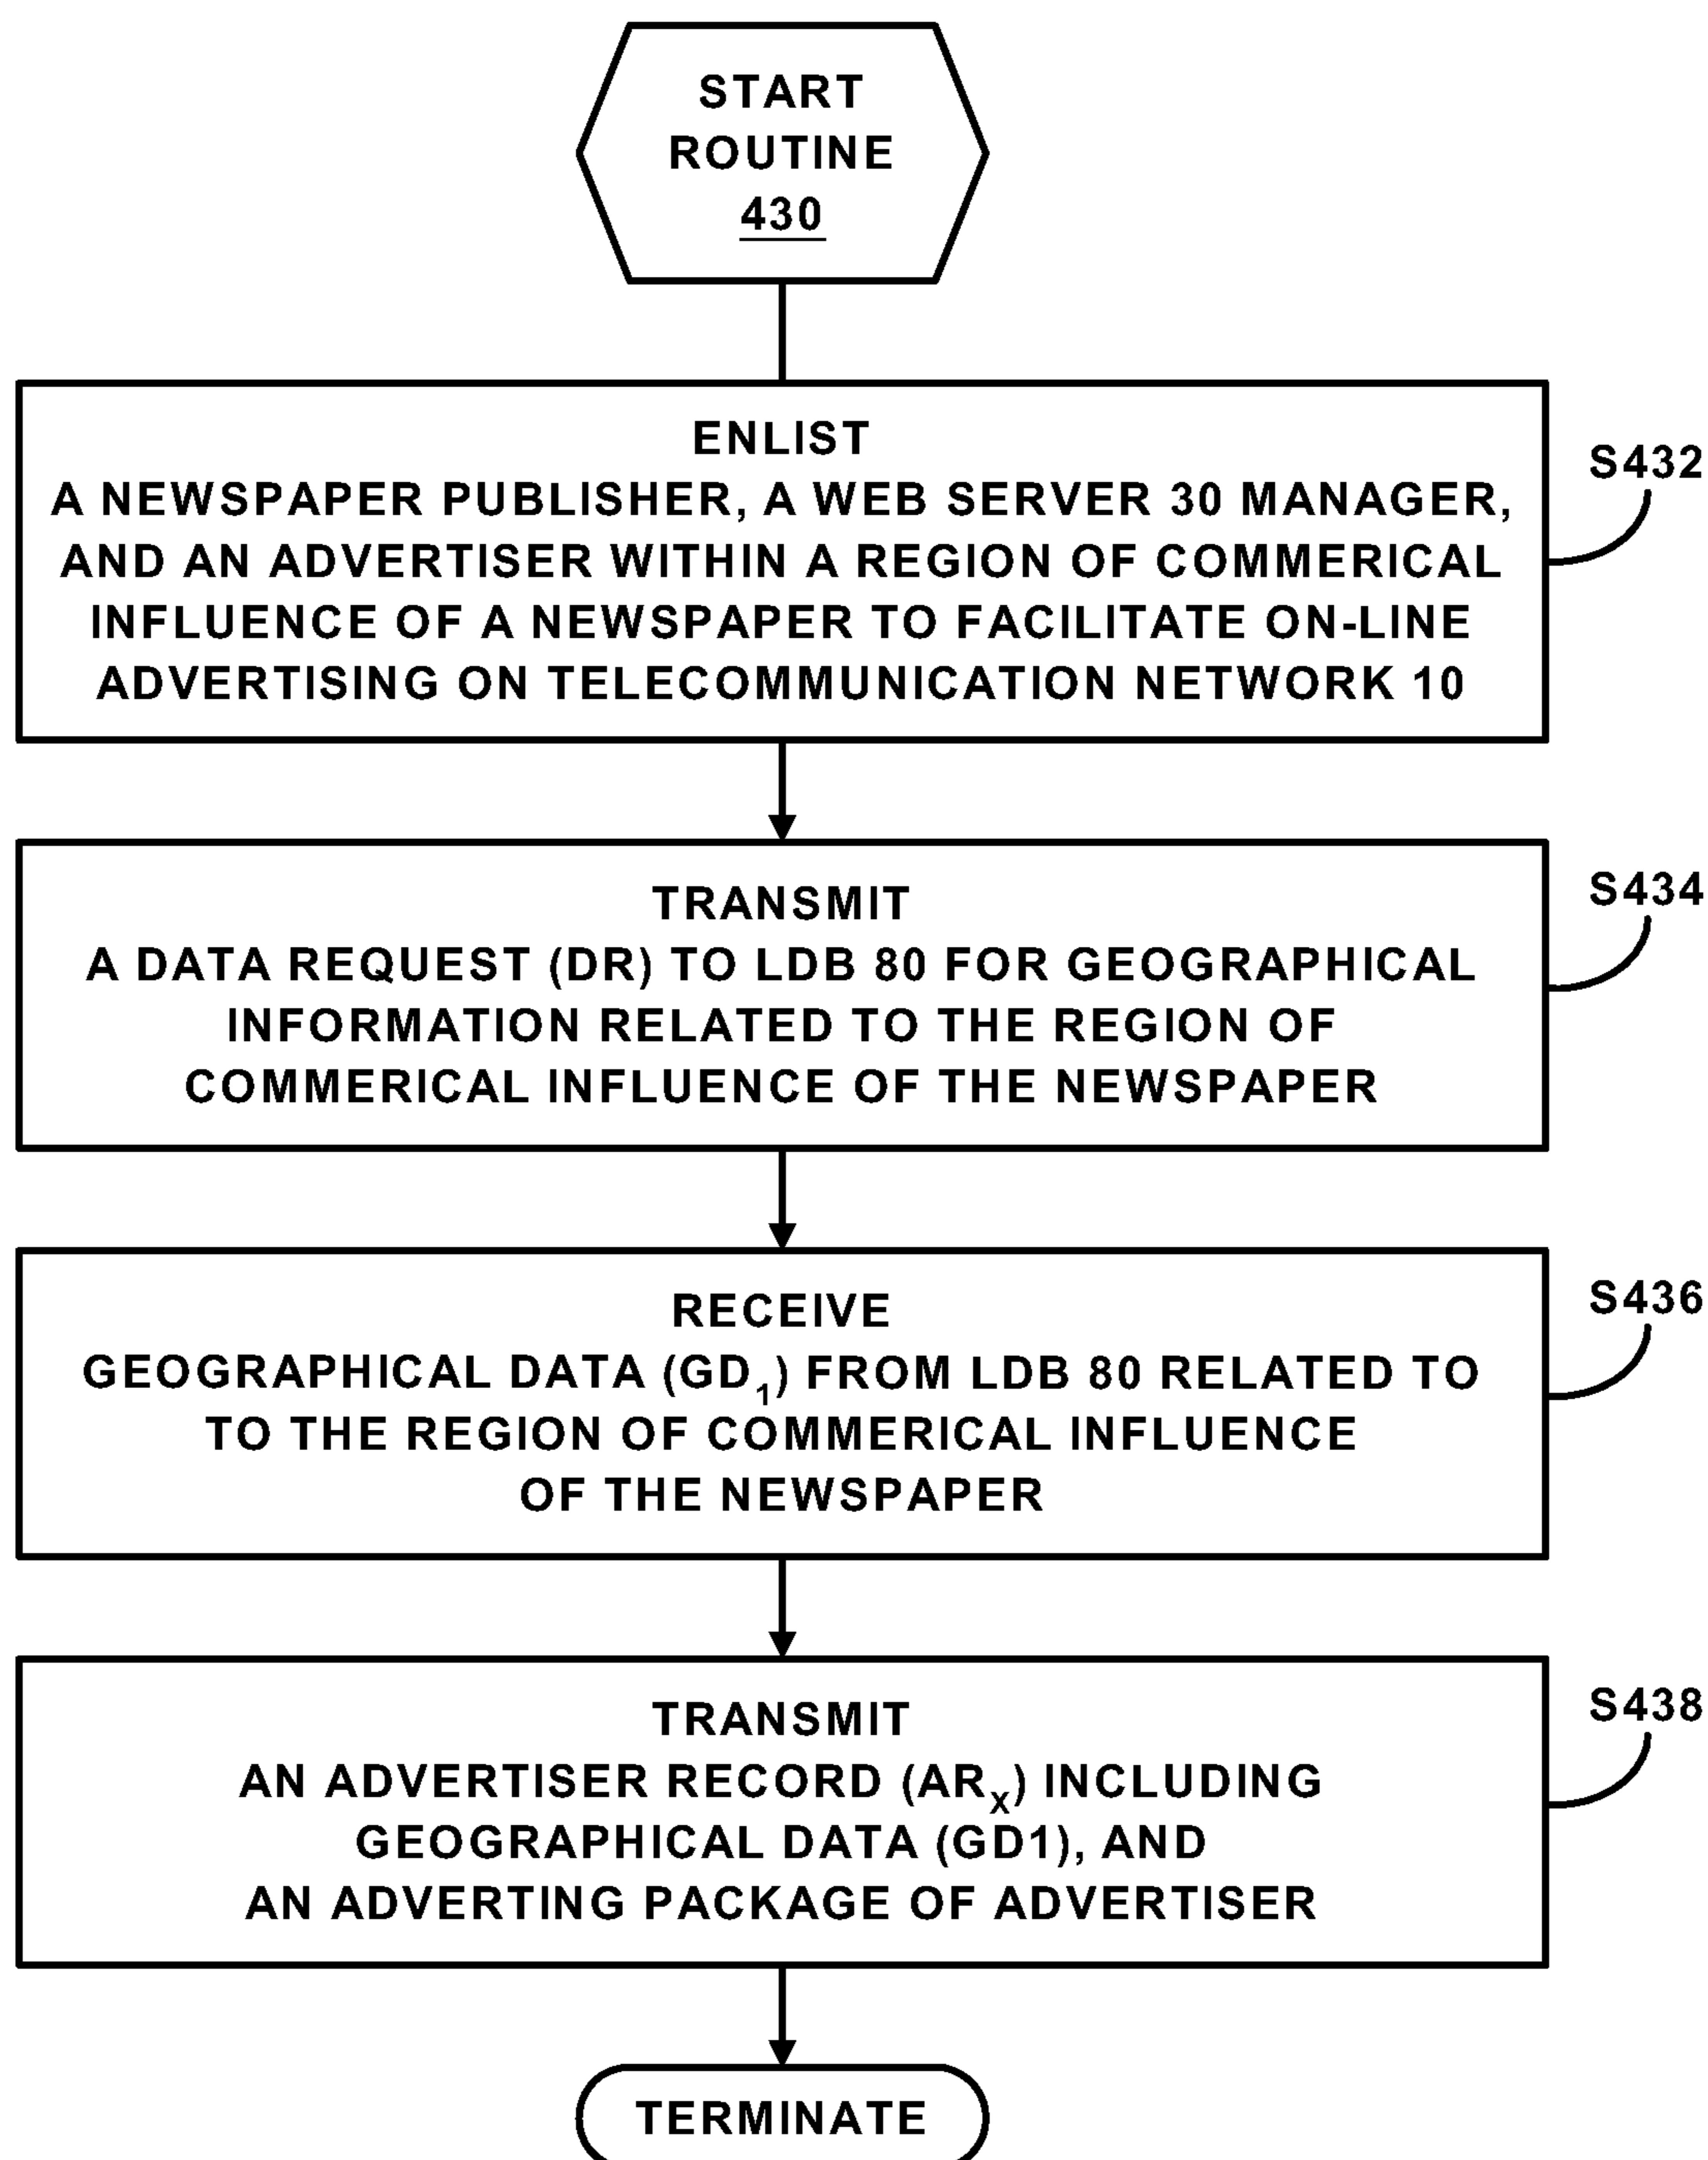 START
ROUTINE
430
ENLIST
A NEWSPAPER PUBLISHER, A WEB SERVER 30 MANAGER,
AND AN ADVERTISER WITHIN A REGION OF COMMERICAL
INFLUENCE OF A NEWSPAPER TO FACILITATE ON-LINE
ADVERTISING ON TELECOMMUNICATION NETWORK 10
S432
TRANSMIT
A DATA REQUEST (DR) TO LDB 80 FOR GEOGRAPHICAL
INFORMATION RELATED TO THE REGION OF
COMMERICAL INFLUENCE OF THE NEWSPAPER
S434
RECEIVE
GEOGRAPHICAL DATA (GD1) FROM LDB 80 RELATED TO
TO THE REGION OF COMMERICAL INFLUENCE
OF THE NEWSPAPER
S436
TRANSMIT
AN ADVERTISER RECORD (ARX) INCLUDING
GEOGRAPHICAL DATA (GD1), AND
AN ADVERTING PACKAGE OF ADVERTISER
S438
TERMINATE